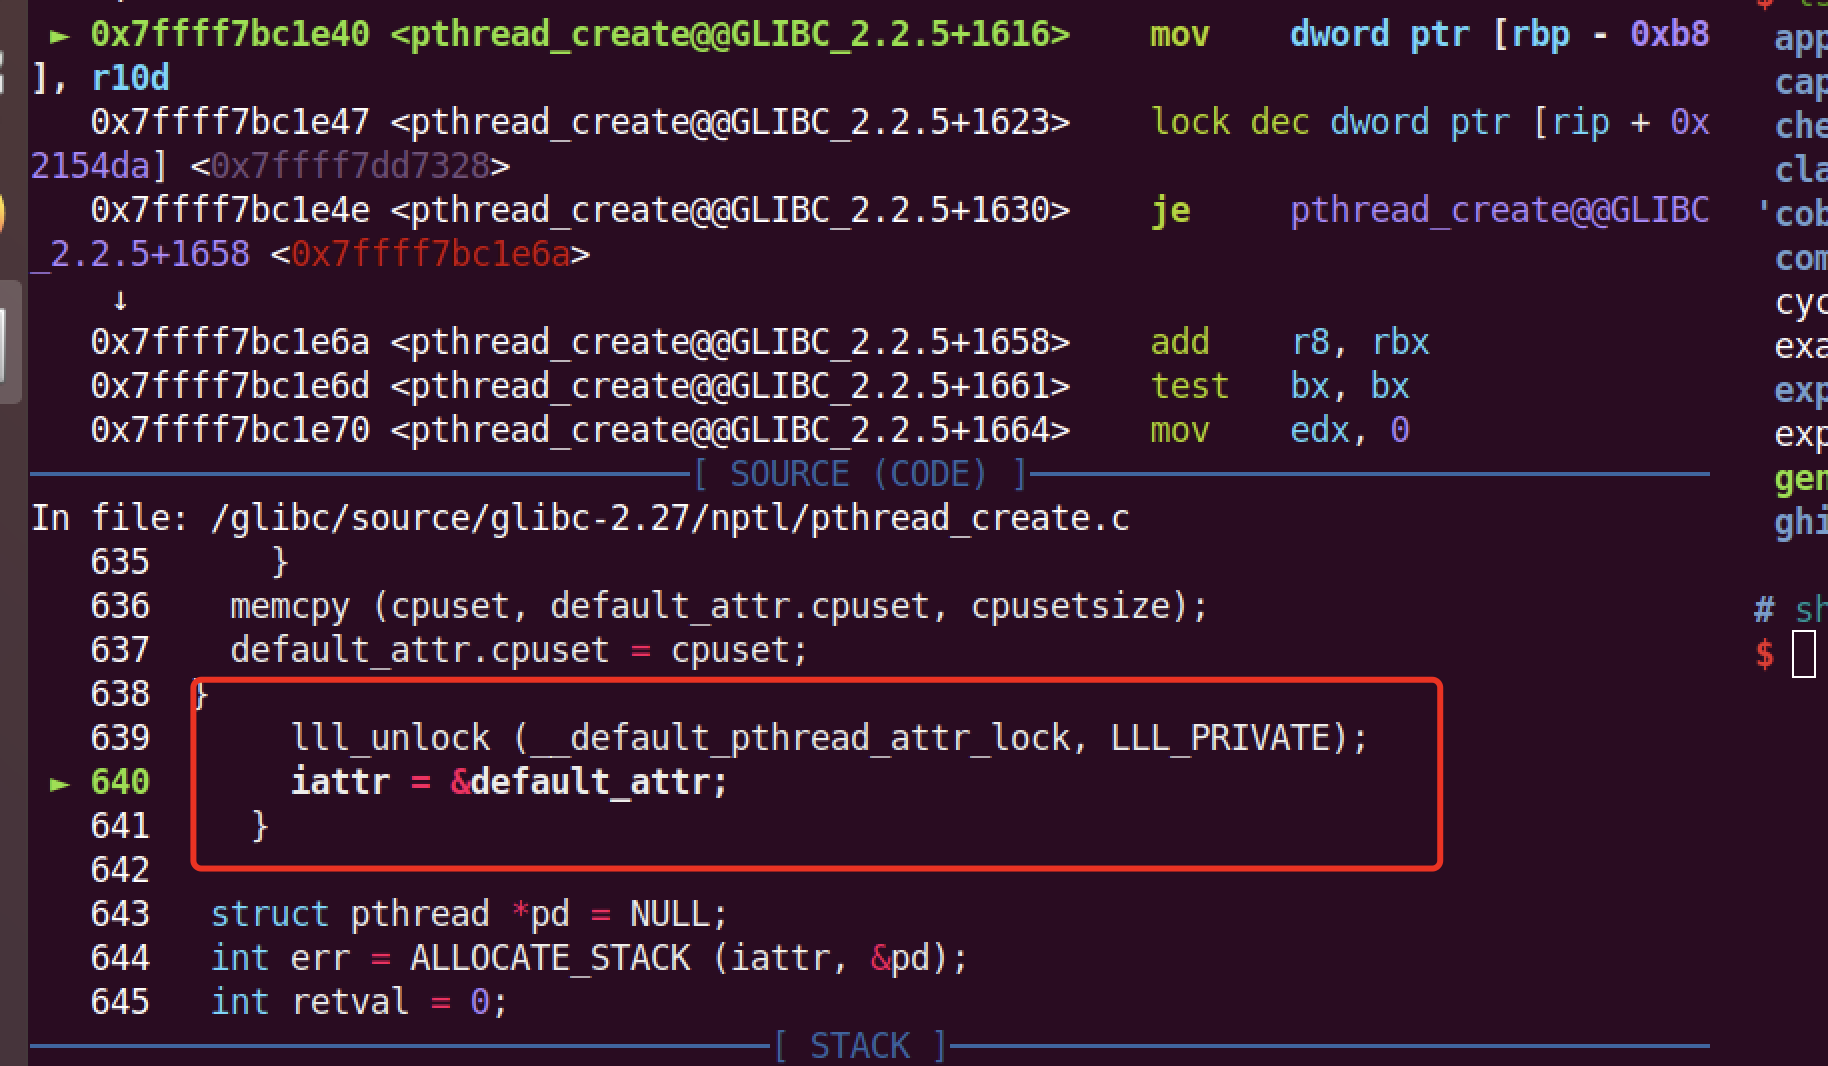 ► 0x7ffff7bc1e40 <pthread_create@@GLIBC_2.2.5+1616>    mov    dword ptr [rbp - 0xb8
], r10d
0x7ffff7bc1e47 <pthread_create@@GLIBC_2.2.5+1623>    lock dec dword ptr [rip + 0x
2154da] <0x7ffff7dd7328>
0x7ffff7bc1e4e <pthread_create@@GLIBC_2.2.5+1630>    je     pthread_create@@GLIBC
_2.2.5+1658 <0x7ffff7bc1e6a>
↓
0x7ffff7bc1e6a <pthread_create@@GLIBC_2.2.5+1658>    add    r8, rbx
0x7ffff7bc1e6d <pthread_create@@GLIBC_2.2.5+1661>    test   bx, bx
0x7ffff7bc1e70 <pthread_create@@GLIBC_2.2.5+1664>    mov    edx, 0
[ SOURCE (CODE) ]
In file: /glibc/source/glibc-2.27/nptl/pthread_create.c
635       }
636     memcpy (cpuset, default_attr.cpuset, cpusetsize);
637     default_attr.cpuset = cpuset;
638   }
639        lll_unlock (__default_pthread_attr_lock, LLL_PRIVATE);
► 640        iattr = &default_attr;
641      }
642
643    struct pthread *pd = NULL;
644    int err = ALLOCATE_STACK (iattr, &pd);
645    int retval = 0;
[ STACK ]
app
cap
che
cla
'cob
com
cyc
exa
exp
exp
gen
ghi
# sh
$